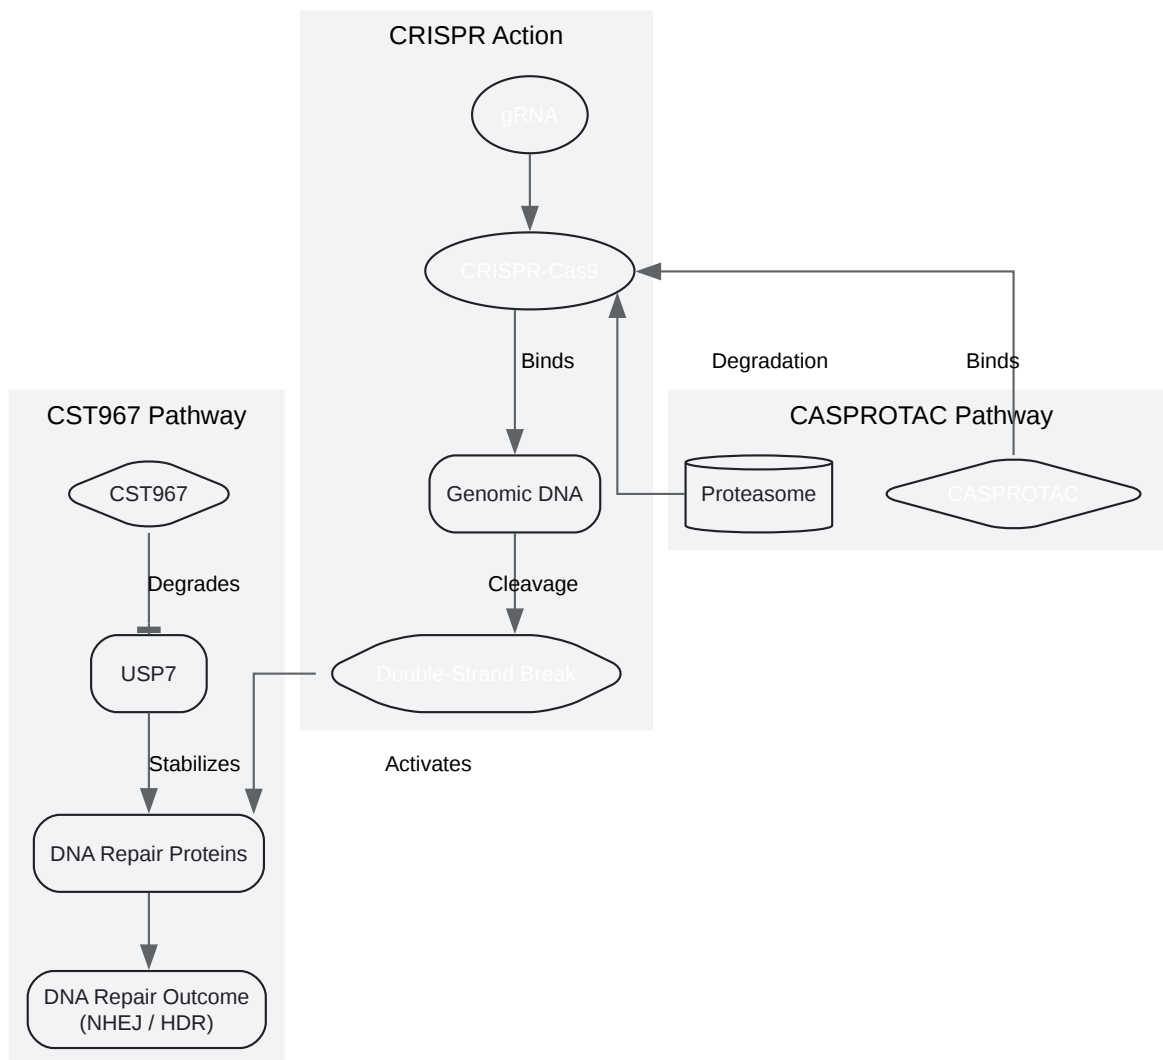 CRISPR Action
gRNA
CRISPR-Cas9
Binds
Degradation
Binds
CST967 Pathway
CASPROTAC Pathway
CST967
Genomic DNA
Proteasome
CASPROTAC
Degrades
Cleavage
USP7
Double-Strand Break
Stabilizes
Activates
DNA Repair Proteins
DNA Repair Outcome
(NHEJ / HDR)